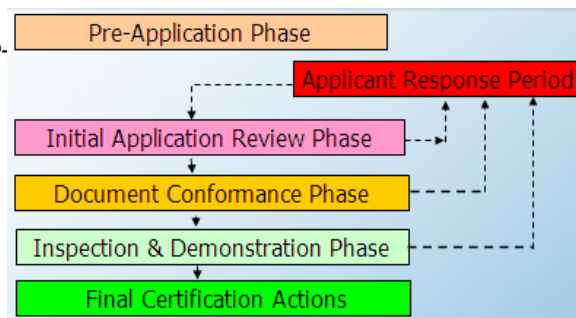 Pre-Application Phase
Applicant Response Period
Initial Application Review Phase
Document Conformance Phase
Inspection & Demonstration Phase
Final Certification Actions